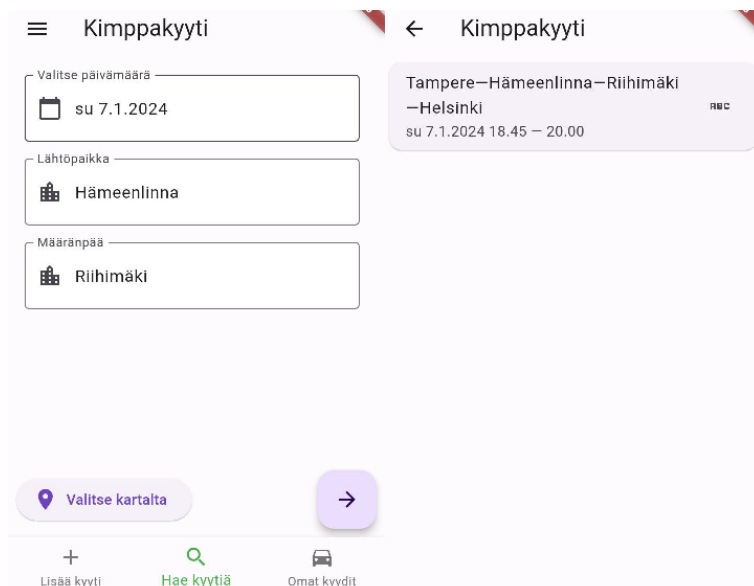 Kimppakyyti
Valitse päivämäärä
su 7.1.2024
Lähtöpaikka
Hämeenlinna
Määränpää
Riihimäki
Valitse kartalta
Lisää kyyti
Hae kyytiä
Omat kyydit
Kimppakyyti
Tampere—Hämeenlinna—Riihimäki
—Helsinki
ABC
su 7.1.2024 18.45 — 20.00